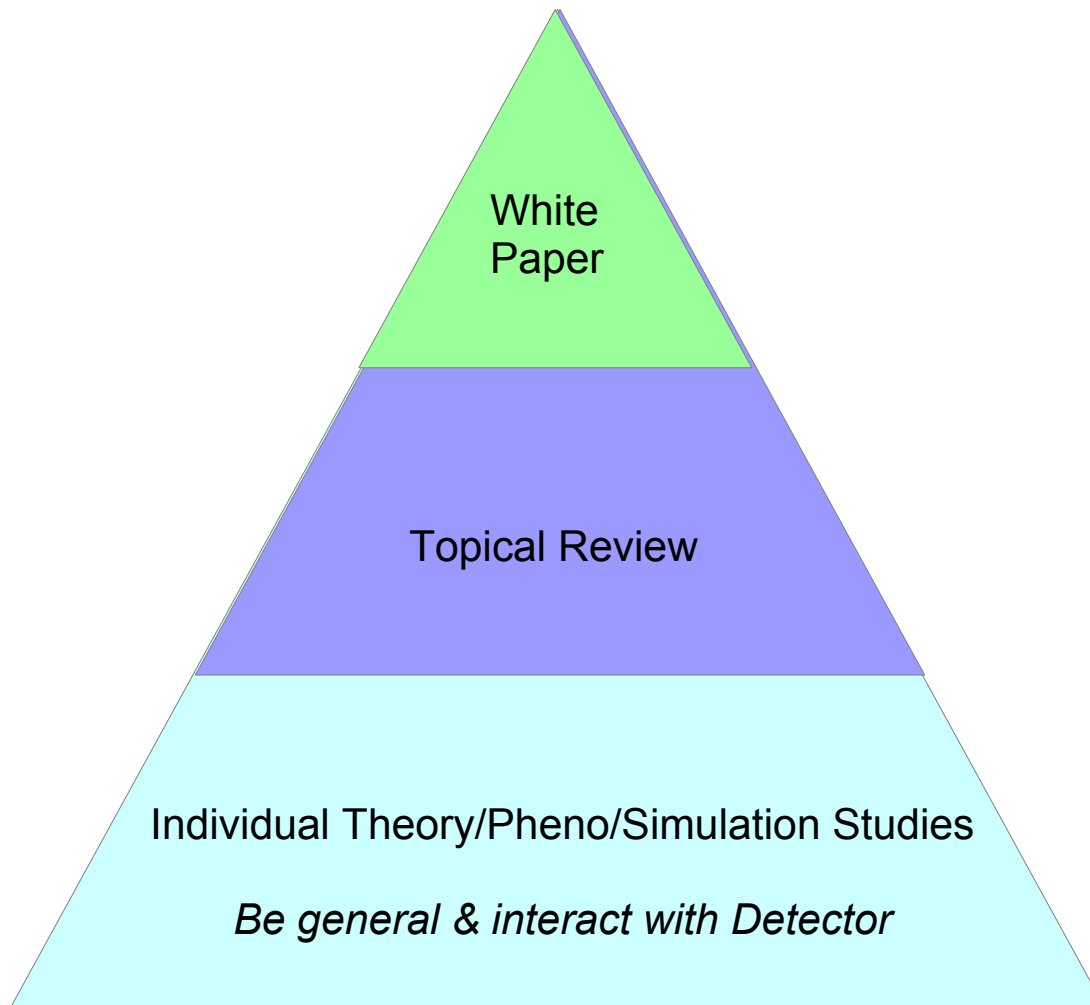 White
Paper
Topical Review
Individual Theory/Pheno/Simulation Studies
Be general & interact with Detector